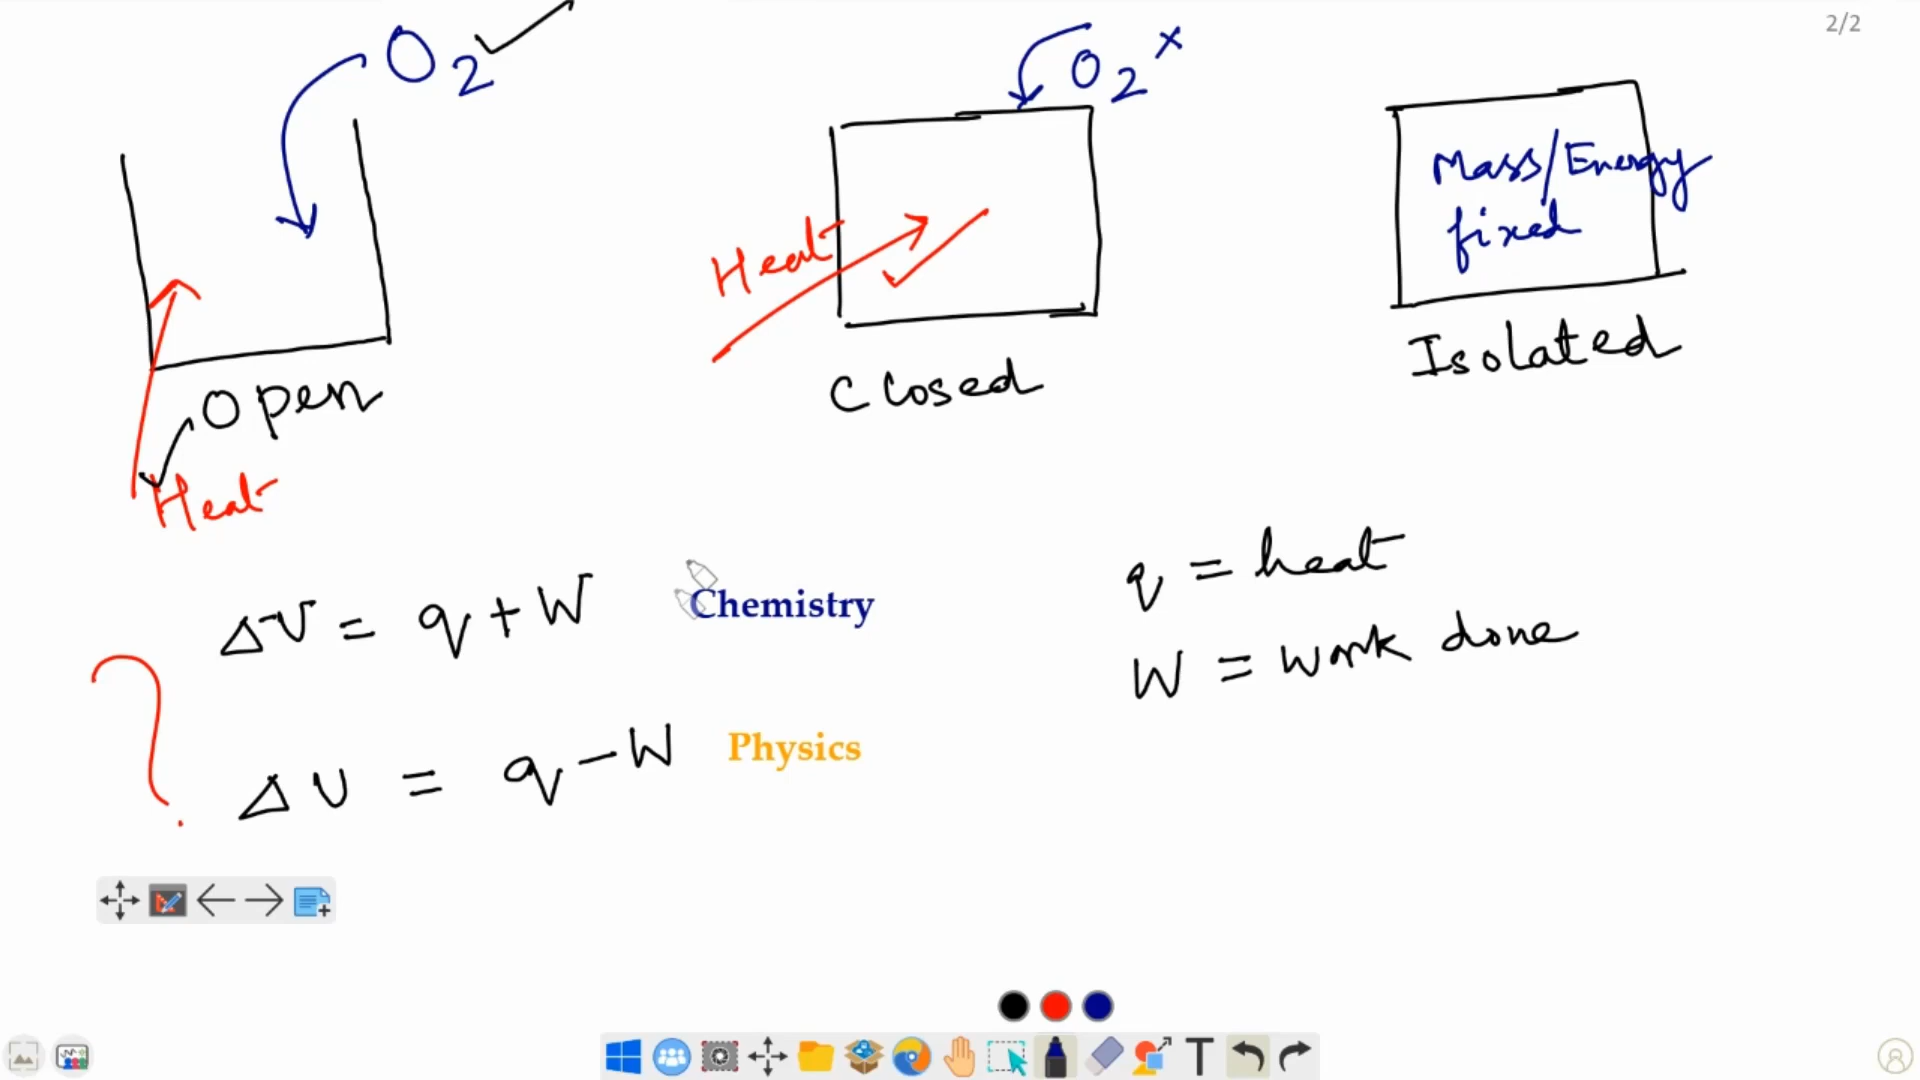 2/2
O2
O2 ×
Mass/Energy
fixed
Heat
Open
Closed
Isolated
Heat
q = heat
ΔU = q + W Chemistry
W = work done
ΔU = q - W Physics
?
T